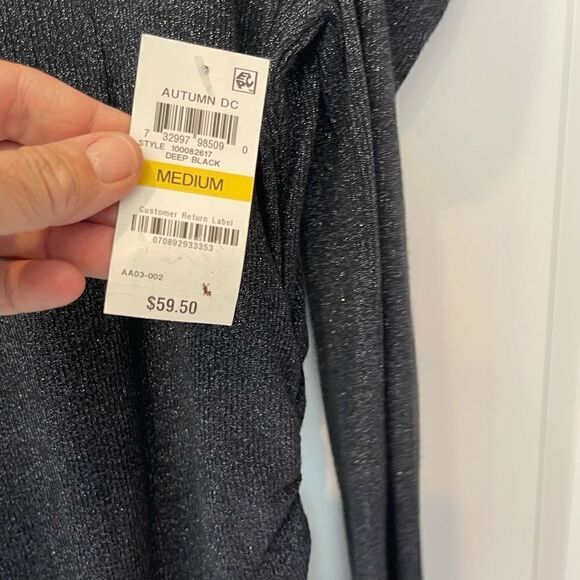 AUTUMN DC
7 32997 98509 0
STYLE 100082617
DEEP BLACK
MEDIUM
Customer Return Label
070892933353
AA03-002
$59.50